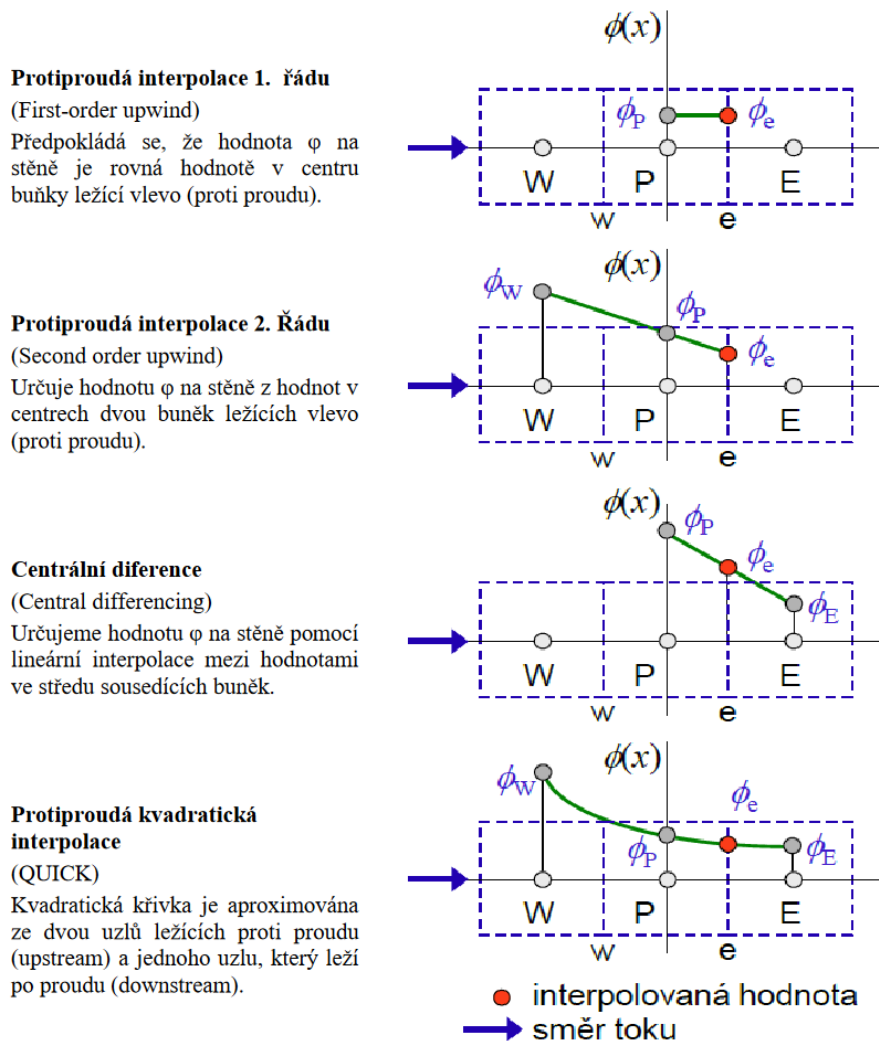 ϕ(x)
Protiproudá interpolace 1. řádu
(First-order upwind)
Předpokládá se, že hodnota φ na
stěně je rovná hodnotě v centru
buňky ležící vlevo (proti proudu).
ϕP ϕe
W P E
w e
ϕ(x)
ϕW ϕP
Protiproudá interpolace 2. Řádu
(Second order upwind)
Určuje hodnotu φ na stěně z hodnot v
centrech dvou buněk ležících vlevo
(proti proudu).
ϕe
W P E
w e
ϕ(x) ϕP
Centrální diference
(Central differencing)
Určujeme hodnotu φ na stěně pomocí
lineární interpolace mezi hodnotami
ve středu sousedících buněk.
ϕe
ϕE
W P E
w e
ϕ(x)
ϕW ϕe
Protiproudá kvadratická
interpolace
(QUICK)
Kvadratická křivka je aproximována
ze dvou uzlů ležících proti proudu
(upstream) a jednoho uzlu, který leží
po proudu (downstream).
ϕP ϕE
W P E
w e
interpolovaná hodnota
směr toku